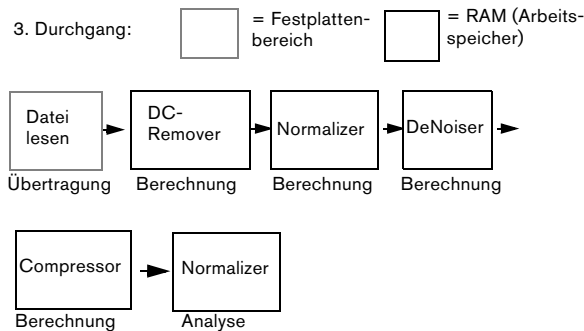 3. Durchgang:
= Festplatten-
bereich
= RAM (Arbeits-
speicher)
Datei
lesen
DC-
Remover
Normalizer
DeNoiser
Übertragung
Berechnung
Berechnung
Berechnung
Compressor
Normalizer
Berechnung
Analyse